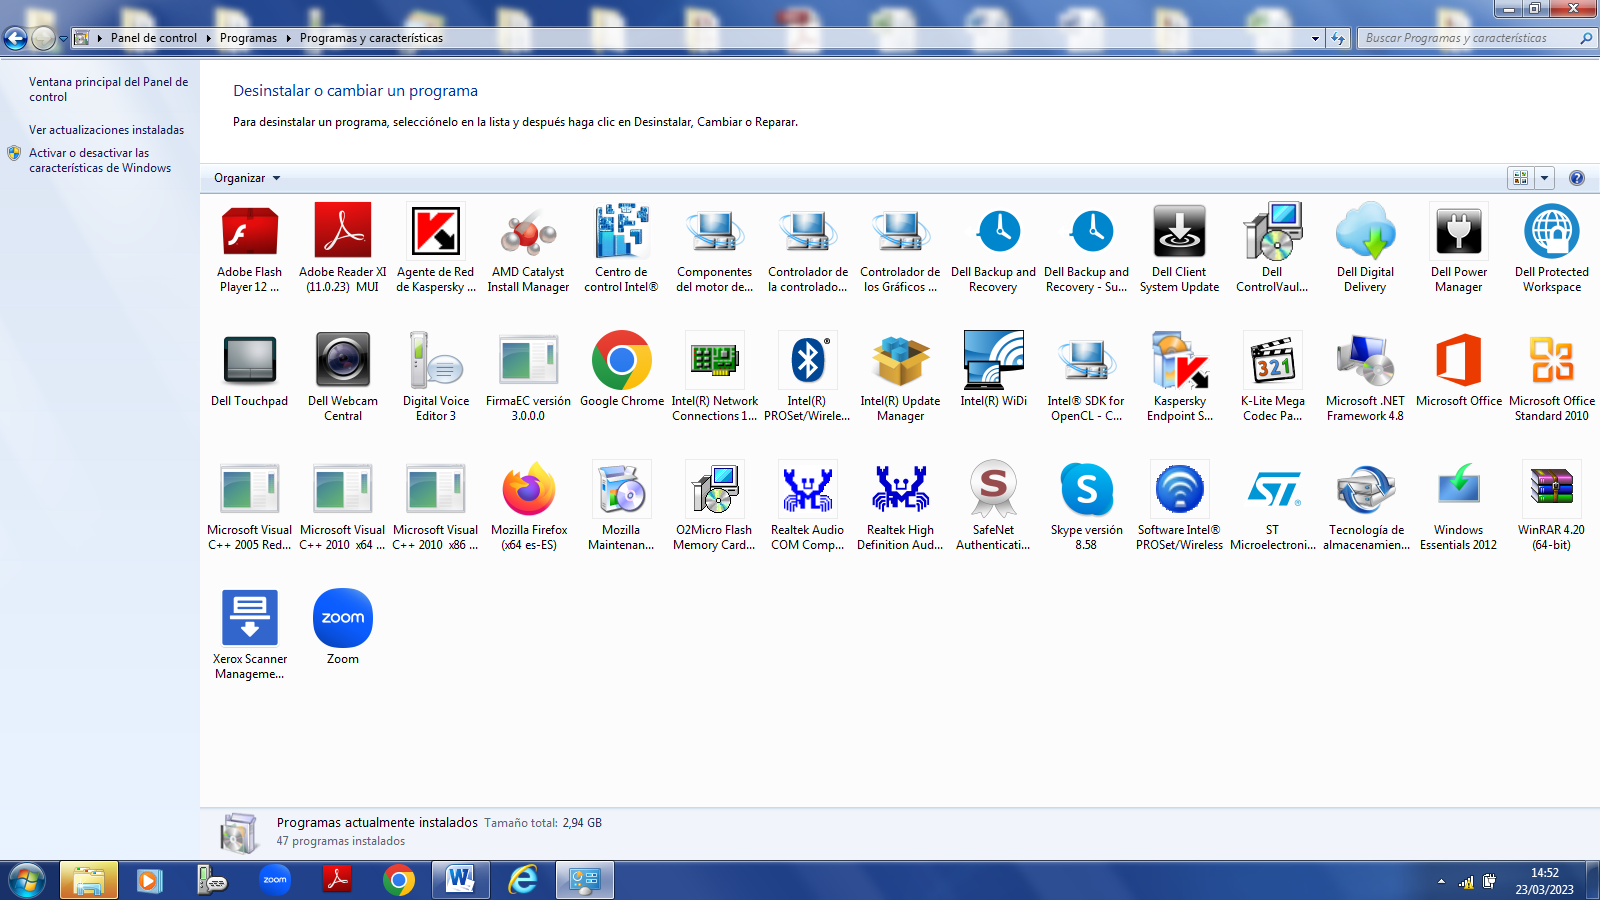 Panel de control
Programas
Programas y características
Buscar Programas y características
Ventana principal del Panel de
control
Ver actualizaciones instaladas
Activar o desactivar las
características de Windows
Desinstalar o cambiar un programa
Para desinstalar un programa, selecciónelo en la lista y después haga clic en Desinstalar, Cambiar o Reparar.
Organizar
Adobe Flash
Player 12 ...
Adobe Reader XI
(11.0.23) MUI
Agente de Red
de Kaspersky ...
AMD Catalyst
Install Manager
Centro de
control Intel®
Componentes
del motor de...
Controlador de
la controlado...
Controlador de
los Gráficos ...
Dell Backup and
Recovery
Dell Backup and
Recovery - Su...
Dell Client
System Update
Dell
ControlVaul...
Dell Digital
Delivery
Dell Power
Manager
Dell Protected
Workspace
Dell Touchpad
Dell Webcam
Central
Digital Voice
Editor 3
FirmaEC versión
3.0.0.0
Google Chrome
Intel(R) Network
Connections 1...
Intel(R)
PROSet/Wirele...
Intel(R) Update
Manager
Intel(R) WiDi
Intel® SDK for
OpenCL - C...
Kaspersky
Endpoint S...
321
K-Lite Mega
Codec Pa...
Microsoft .NET
Framework 4.8
Microsoft Office
Microsoft Office
Standard 2010
Microsoft Visual
C++ 2005 Red...
Microsoft Visual
C++ 2010 x64 ...
Microsoft Visual
C++ 2010 x86 ...
Mozilla Firefox
(x64 es-ES)
Mozilla
Maintenan...
O2Micro Flash
Memory Card...
Realtek Audio
COM Comp...
Realtek High
Definition Aud...
S
SafeNet
Authenticati...
S
Skype versión
8.58
Software Intel®
PROSet/Wireless
ST
ST
Microelectroni...
Tecnología de
almacenamien...
Windows
Essentials 2012
WinRAR 4.20
(64-bit)
Xerox Scanner
Manageme...
zoom
Zoom
Programas actualmente instalados Tamaño total: 2,94 GB
47 programas instalados
zoom
W
14:52
23/03/2023